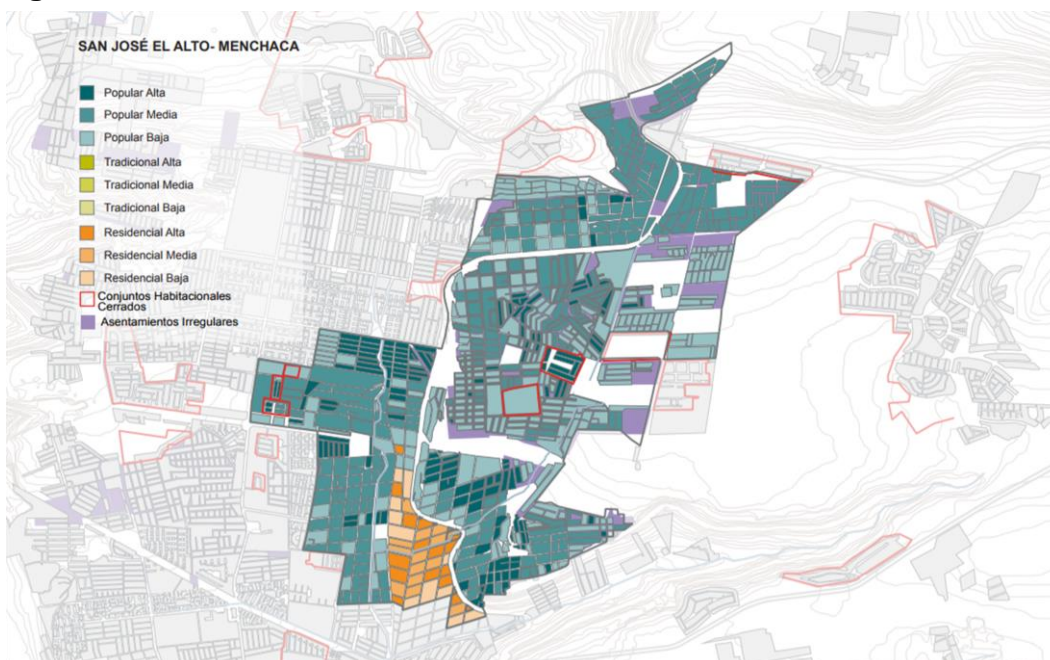 SAN JOSÉ EL ALTO- MENCHACA
Popular Alta
Popular Media
Popular Baja
Tradicional Alta
Tradicional Media
Tradicional Baja
Residencial Alta
Residencial Media
Residencial Baja
Conjuntos Habitacionales
Cerrados
Asentamientos Irregulares